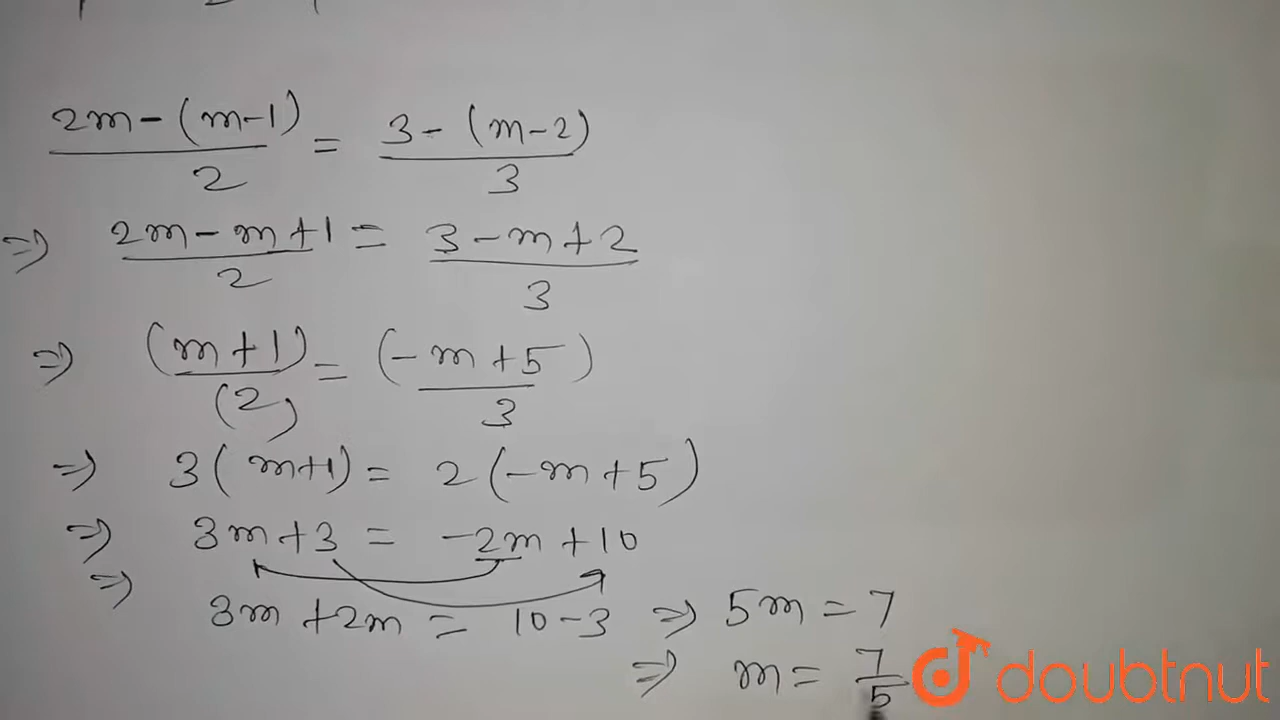 2m-(m-1)/2 = 3-(m-2)/3
⇒ 2m-m+1/2 = 3-m+2/3
⇒ (m+1)/(2) = (-m+5)/3
⇒ 3(m+1) = 2(-m+5)
⇒ 3m+3 = -2m+10
⇒ 3m+2m = 10-3 ⇒ 5m = 7
⇒ m = 7/5
doubtnut